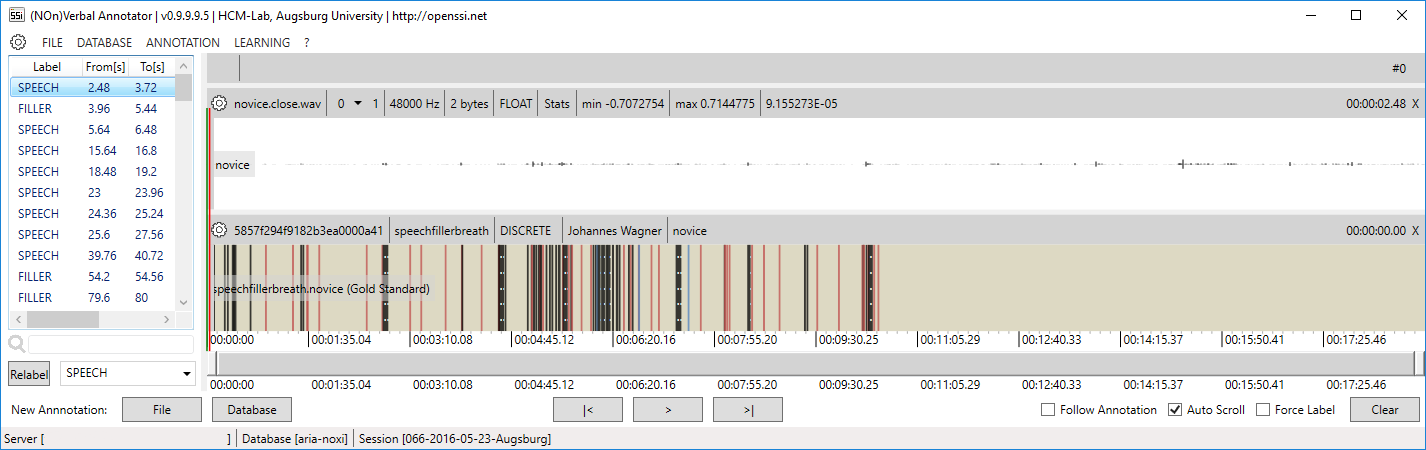 SSi (NOn)Verbal Annotator | v0.9.9.9.5 | HCM-Lab, Augsburg University | http://openssi.net
FILE DATABASE ANNOTATION LEARNING ?
Label From[s] To[s]
SPEECH 2.48 3.72
FILLER 3.96 5.44
SPEECH 5.64 6.48
SPEECH 15.64 16.8
SPEECH 18.48 19.2
SPEECH 23 23.96
SPEECH 24.36 25.24
SPEECH 25.6 27.56
SPEECH 39.76 40.72
FILLER 54.2 54.56
FILLER 79.6 80
Relabel SPEECH
#0
novice.close.wav 0 1 48000 Hz 2 bytes FLOAT Stats min -0.7072754 max 0.7144775 9.155273E-05 00:00:02.48 X
novice
5857f294f9182b3ea0000a41 speechfillerbreath DISCRETE Johannes Wagner novice 00:00:00.00 X
speechfillerbreath.novice (Gold Standard)
00:00:00 00:01:35.04 00:03:10.08 00:04:45.12 00:06:20.16 00:07:55.20 00:09:30.25 00:11:05.29 00:12:40.33 00:14:15.37 00:15:50.41 00:17:25.46
00:00:00 00:01:35.04 00:03:10.08 00:04:45.12 00:06:20.16 00:07:55.20 00:09:30.25 00:11:05.29 00:12:40.33 00:14:15.37 00:15:50.41 00:17:25.46
New Annnotation: File Database |< > >| Follow Annotation Auto Scroll Force Label Clear
Server [ ] Database [aria-noxi] Session [066-2016-05-23-Augsburg]